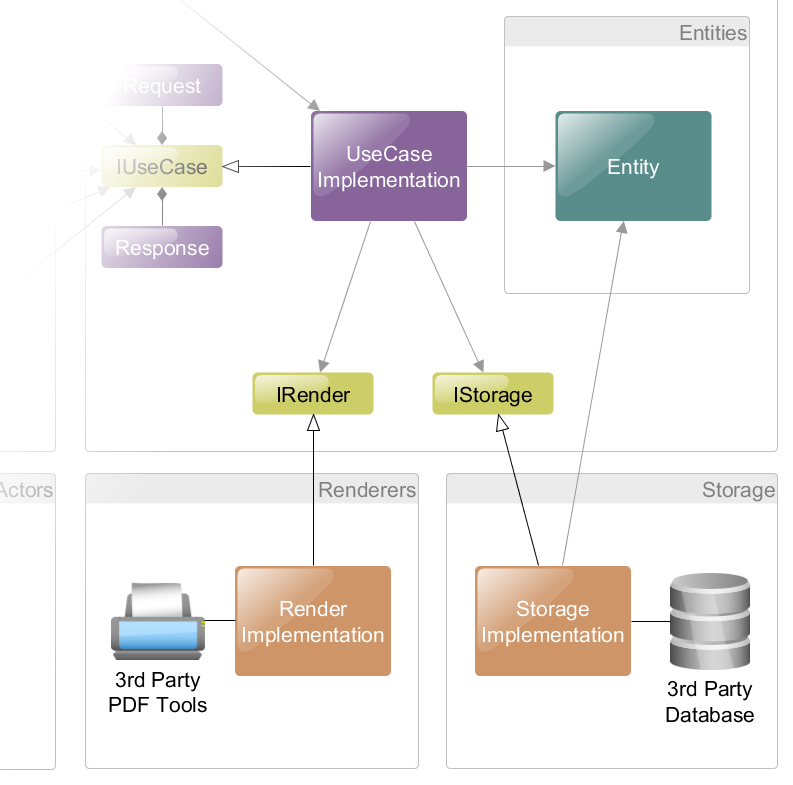 Entities
Request
UseCase
Implementation
Entity
IUseCase
Response
IRender
IStorage
Actors
Renderers
Storage
Render
Implementation
Storage
Implementation
3rd Party
PDF Tools
3rd Party
Database